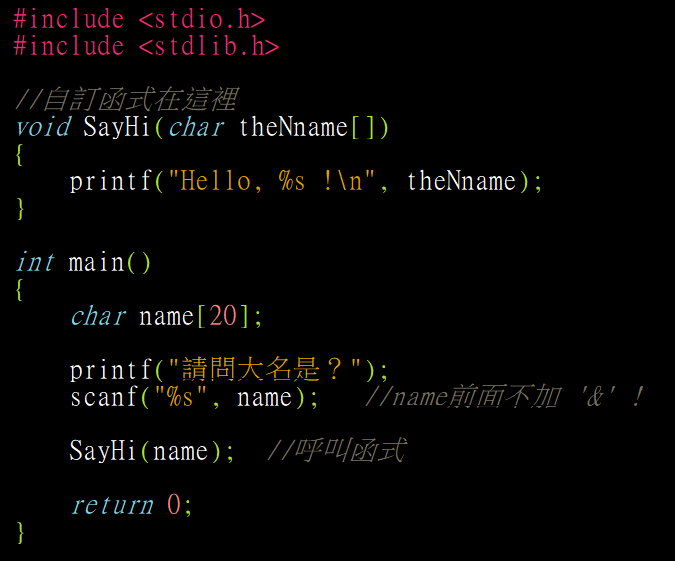 #include <stdio.h>
#include <stdlib.h>
//自訂函式在這裡
void SayHi(char theNname[])
{
    printf("Hello, %s !\n", theNname);
}
int main()
{
    char name[20];
    printf("請問大名是？");
    scanf("%s", name);   //name前面不加 '&' !
    SayHi(name);  //呼叫函式
    return 0;
}